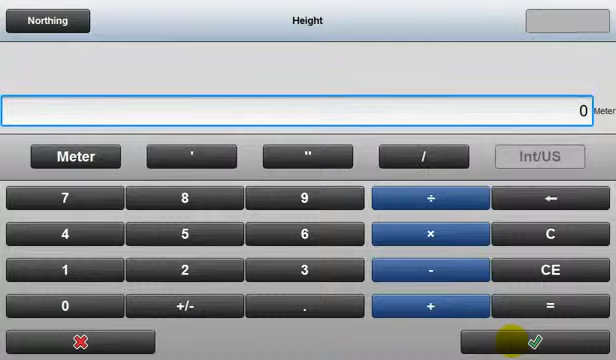 Northing Height
0 Meter
Meter ' " / Int/US
7 8 9 ÷ ←
4 5 6 × C
1 2 3 - CE
0 +/- . + =